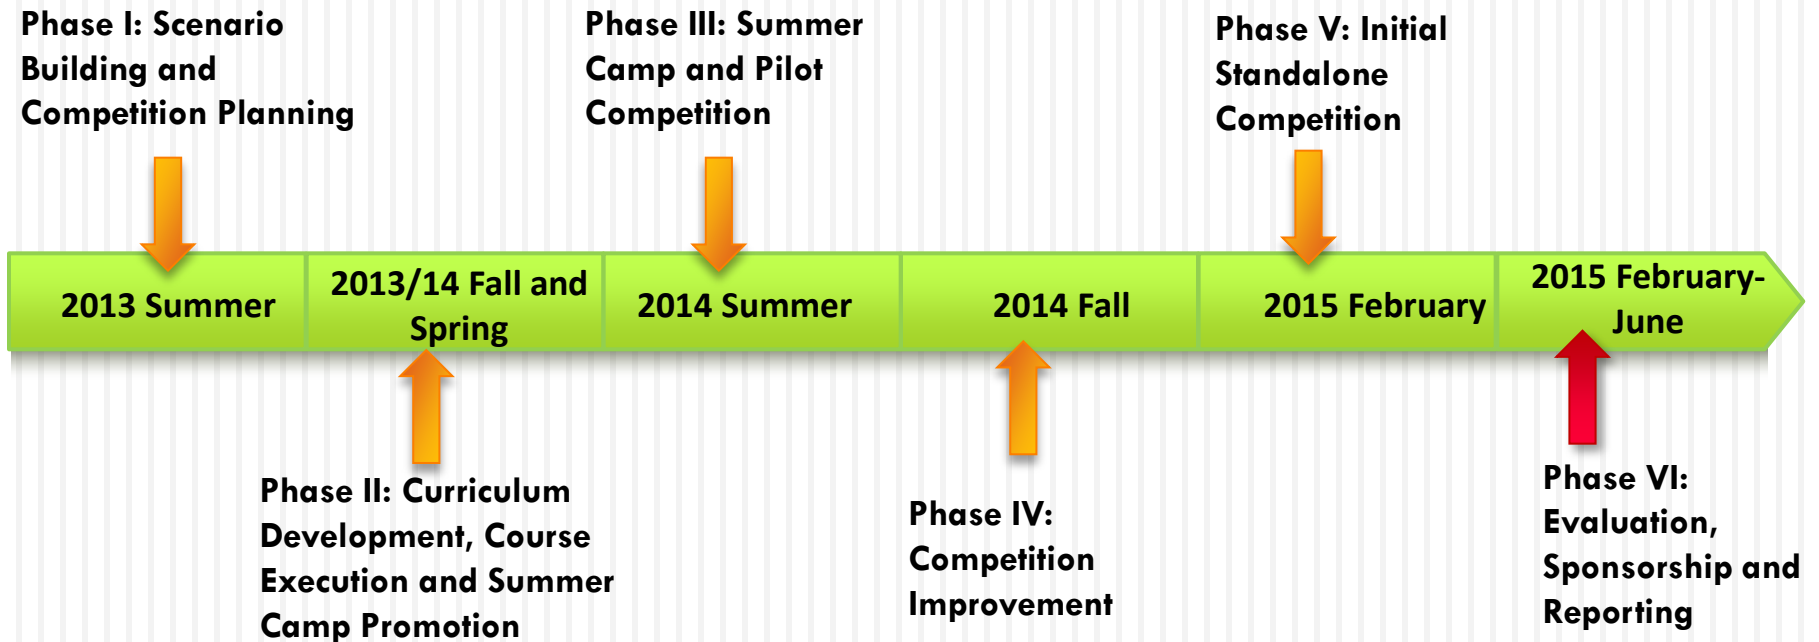 Phase I: Scenario
Building and
Competition Planning
Phase III: Summer
Camp and Pilot
Competition
Phase V: Initial
Standalone
Competition
2013 Summer
2013/14 Fall and
Spring
2014 Summer
2014 Fall
2015 February
2015 February-
June
Phase II: Curriculum
Development, Course
Execution and Summer
Camp Promotion
Phase IV:
Competition
Improvement
Phase VI:
Evaluation,
Sponsorship and
Reporting